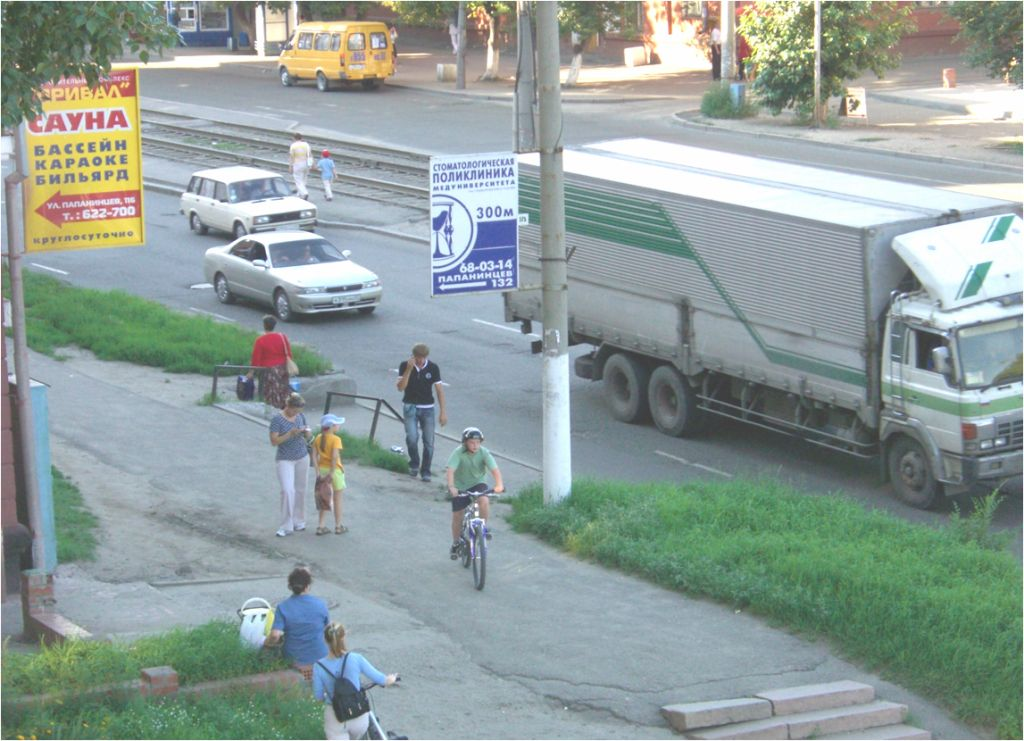 "ПРИВАЛ"
САУНА
БАССЕЙН
КАРАОКЕ
БИЛЬЯРД
УЛ. ПАПАНИНЦЕВ, 116
т.: 622-700
круглосуточно
СТОМАТОЛОГИЧЕСКАЯ
ПОЛИКЛИНИКА
МЕДУНИВЕРСИТЕТА
300м
68-03-14
ПАПАНИНЦЕВ
132